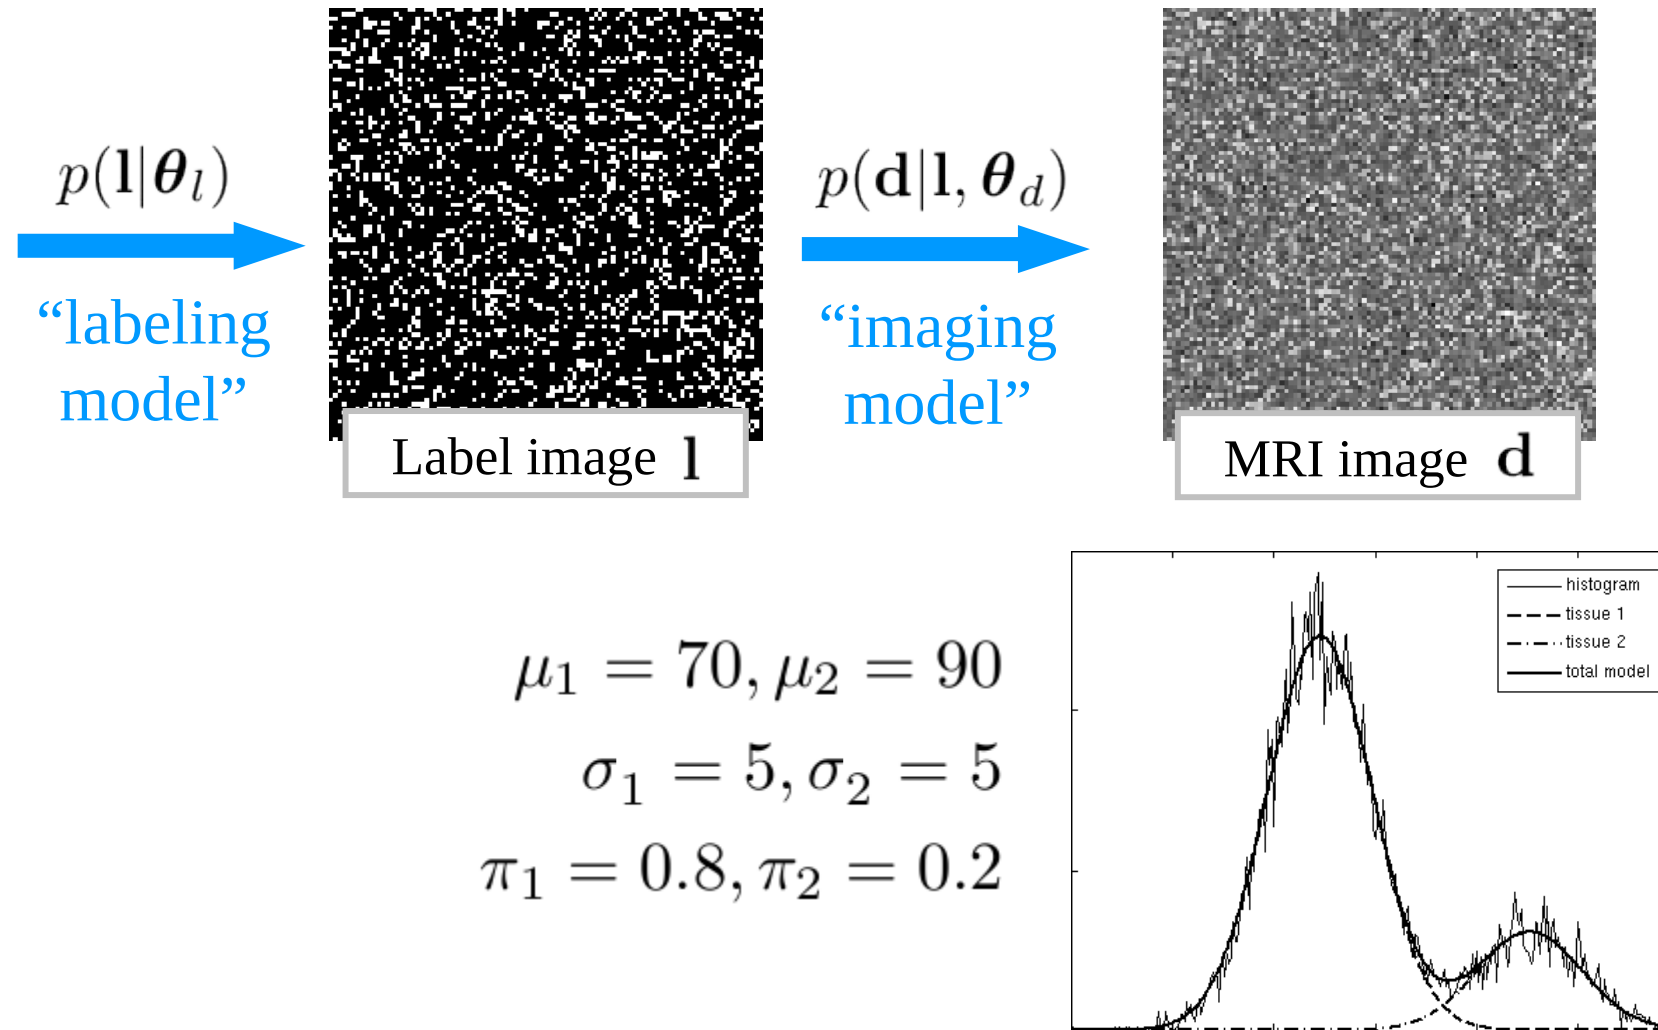 p(l|θ_l)
“labeling
model”
Label image l
p(d|l, θ_d)
“imaging
model”
MRI image d
μ₁ = 70, μ₂ = 90
σ₁ = 5, σ₂ = 5
π₁ = 0.8, π₂ = 0.2
histogram
tissue 1
tissue 2
total model